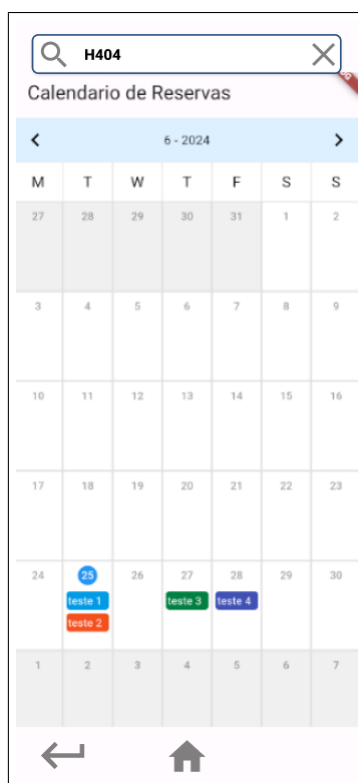 H404
Calendario de Reservas
6 - 2024
M T W T F S S
27 28 29 30 31 1 2
3 4 5 6 7 8 9
10 11 12 13 14 15 16
17 18 19 20 21 22 23
24 25 26 27 28 29 30
teste 1 teste 3 teste 4
teste 2
1 2 3 4 5 6 7